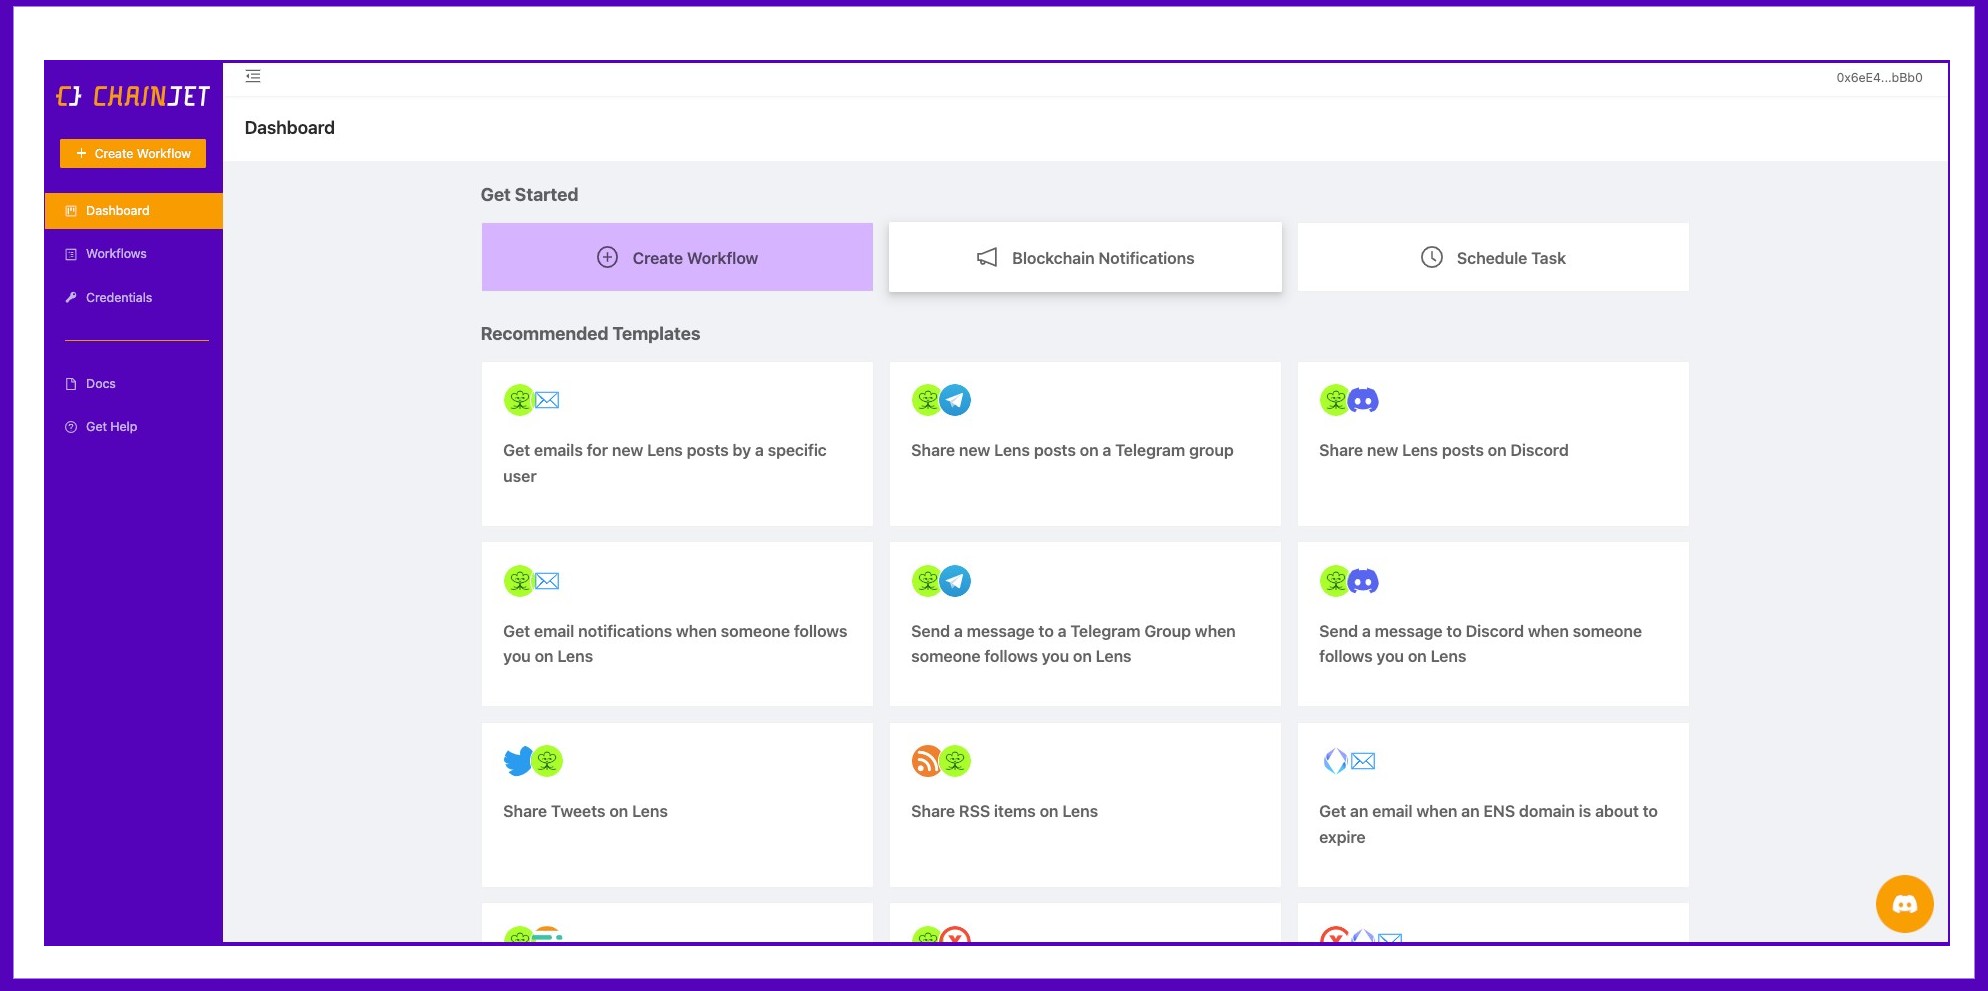 CHAINJET
0x6eE4...bBb0
Dashboard
+ Create Workflow
Dashboard
Workflows
Credentials
Docs
Get Help
Get Started
Create Workflow
Blockchain Notifications
Schedule Task
Recommended Templates
Get emails for new Lens posts by a specific
user
Share new Lens posts on a Telegram group
Share new Lens posts on Discord
Get email notifications when someone follows
you on Lens
Send a message to a Telegram Group when
someone follows you on Lens
Send a message to Discord when someone
follows you on Lens
Share Tweets on Lens
Share RSS items on Lens
Get an email when an ENS domain is about to
expire